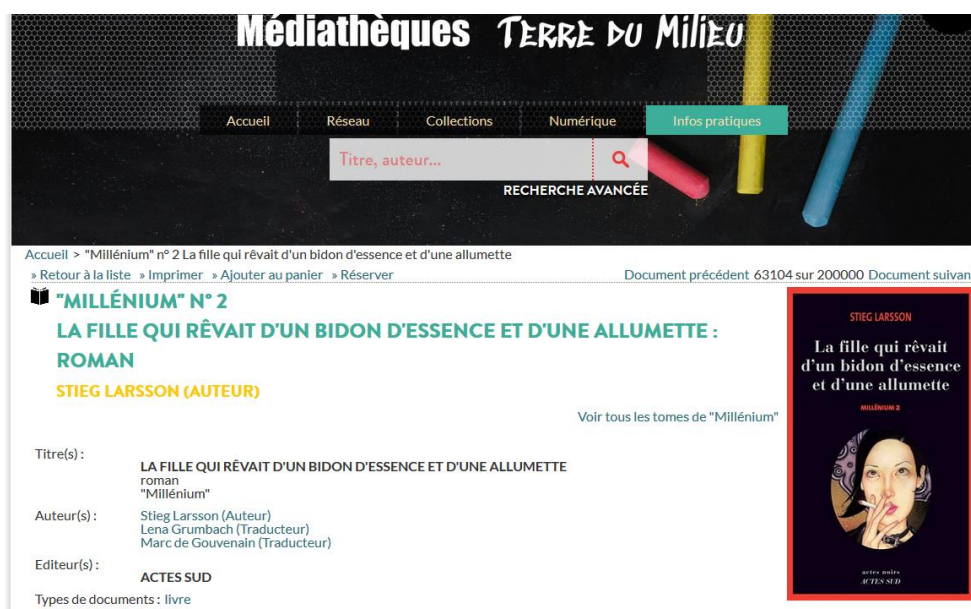 Médiathèques TERRE DU MiliEU
Accueil Réseau Collections Numérique Infos pratiques
Titre, auteur...
RECHERCHE AVANCÉE
Accueil > "Millénium" n° 2 La fille qui rêvait d'un bidon d'essence et d'une allumette
» Retour à la liste » Imprimer » Ajouter au panier » Réserver Document précédent 63104 sur 200000 Document suivan
"MILLÉNIUM" N° 2
LA FILLE QUI RÊVAIT D'UN BIDON D'ESSENCE ET D'UNE ALLUMETTE :
ROMAN
STIEG LARSSON (AUTEUR)
Voir tous les tomes de "Millénium"
STIEG LARSSON
La fille qui rêvait
d'un bidon d'essence
et d'une allumette
MILLÉNIUM 2
actes noirs
ACTES SUD
Titre(s) :
LA FILLE QUI RÊVAIT D'UN BIDON D'ESSENCE ET D'UNE ALLUMETTE
roman
"Millénium"
Auteur(s) : Stieg Larsson (Auteur)
Lena Grumbach (Traducteur)
Marc de Gouvenain (Traducteur)
Editeur(s) :
ACTES SUD
Types de documents : livre